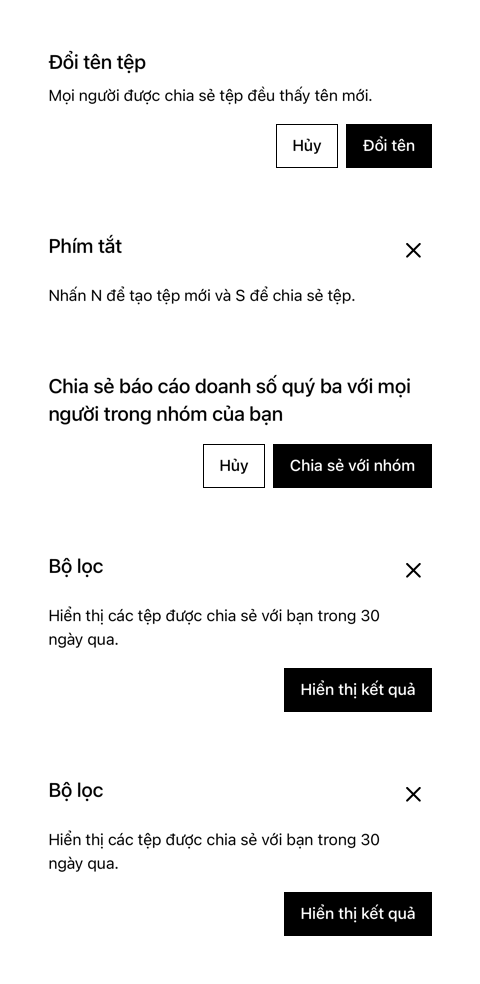 Đổi tên tệp
Mọi người được chia sẻ tệp đều thấy tên mới.
Hủy
Đổi tên
Phím tắt
Nhấn N để tạo tệp mới và S để chia sẻ tệp.
Chia sẻ báo cáo doanh số quý ba với mọi
người trong nhóm của bạn
Hủy
Chia sẻ với nhóm
Bộ lọc
Hiển thị các tệp được chia sẻ với bạn trong 30
ngày qua.
Hiển thị kết quả
Bộ lọc
Hiển thị các tệp được chia sẻ với bạn trong 30
ngày qua.
Hiển thị kết quả